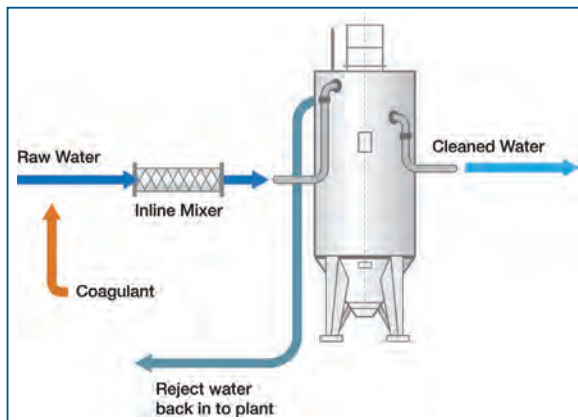 Raw Water
Inline Mixer
Cleaned Water
Coagulant
Reject water
back in to plant